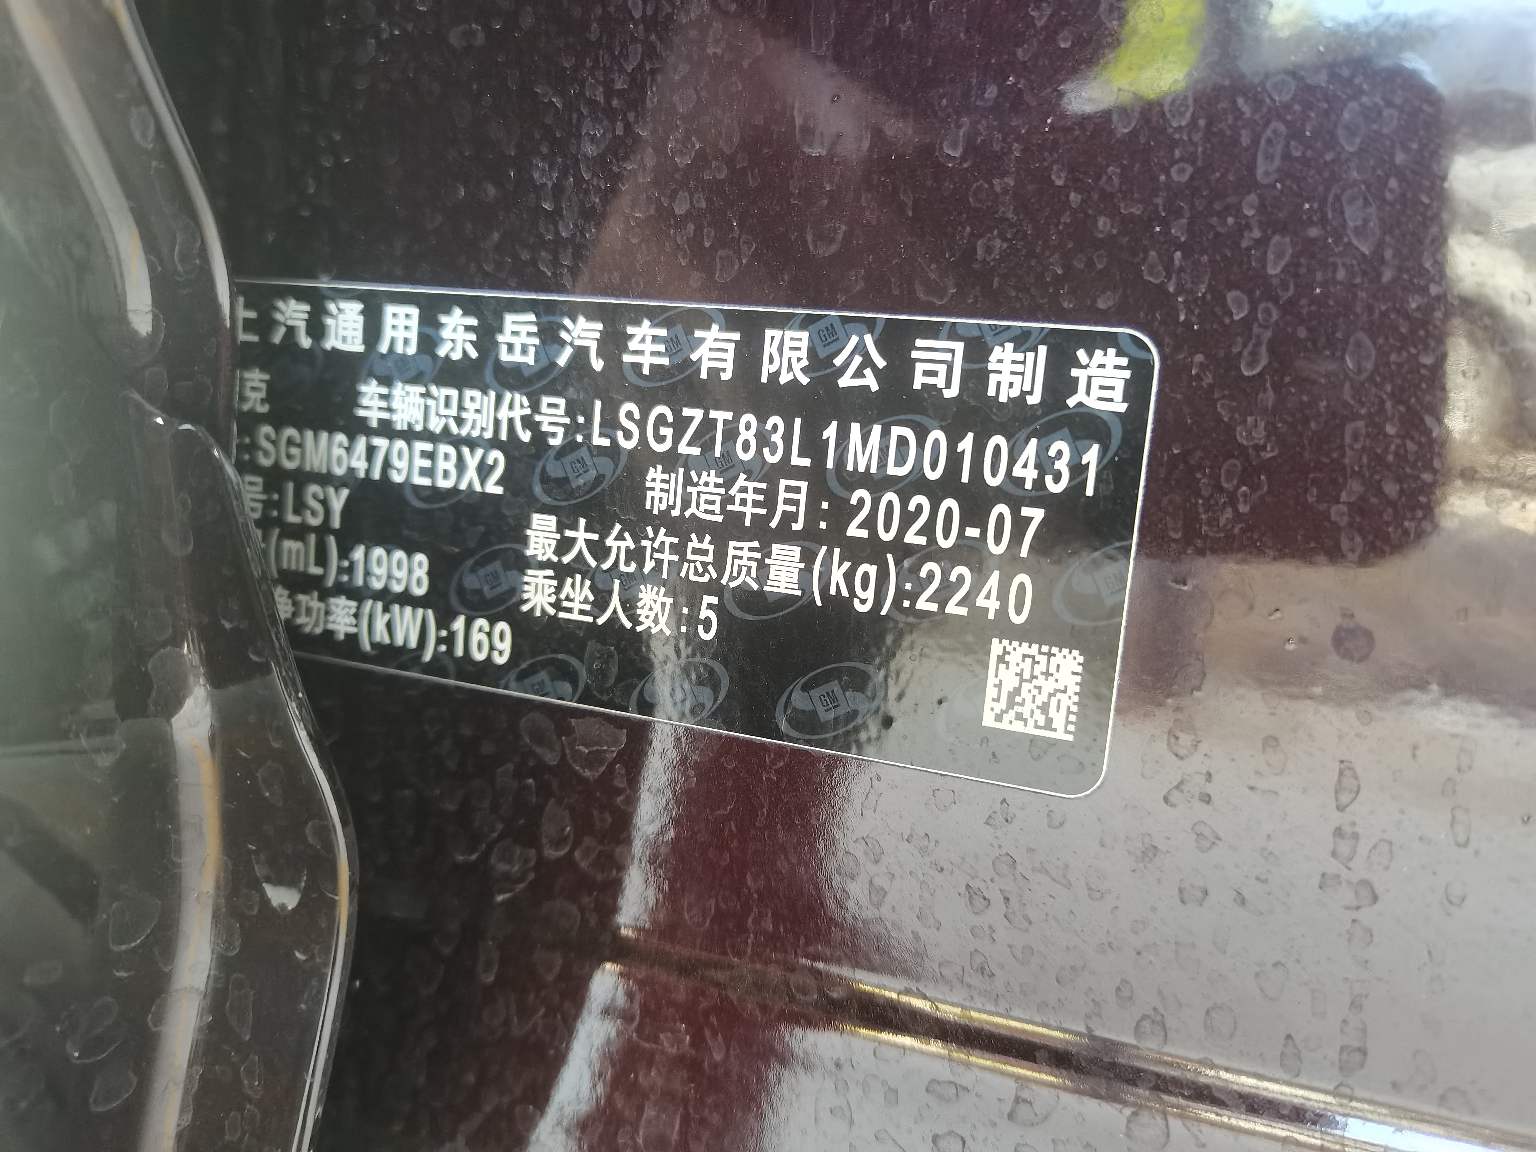 上汽通用东岳汽车有限公司制造
克 车辆识别代号:LSGZT83L1MD010431
:SGM6479EBX2 制造年月:2020-07
号:LSY 最大允许总质量(kg):2240
(mL):1998 乘坐人数:5
净功率(kW):169
GM